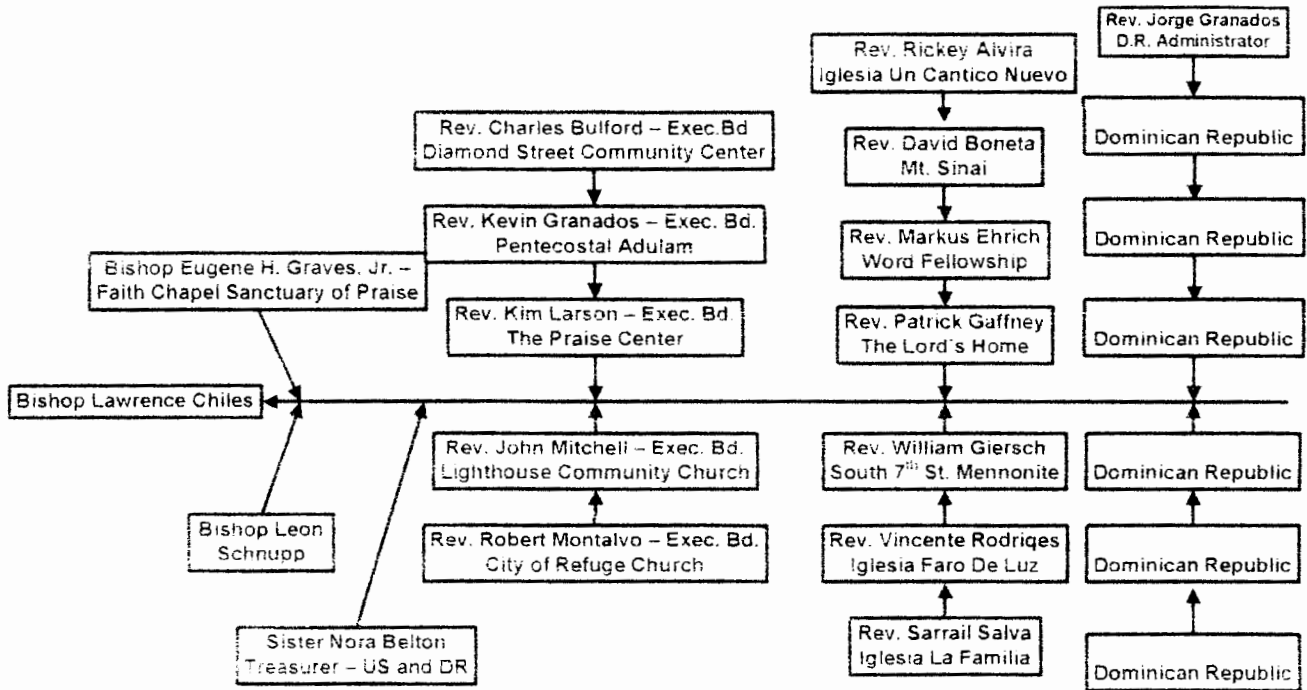 Rev. Jorge Granados
D.R. Administrator
Rev. Rickey Alvira
Iglesia Un Cantico Nuevo
Rev. Charles Bulford – Exec.Bd
Diamond Street Community Center
Rev. David Boneta
Mt. Sinai
Dominican Republic
Rev. Kevin Granados – Exec. Bd.
Pentecostal Adulam
Rev. Markus Ehrich
Word Fellowship
Dominican Republic
Bishop Eugene H. Graves, Jr. –
Faith Chapel Sanctuary of Praise
Rev. Kim Larson – Exec. Bd.
The Praise Center
Rev. Patrick Gaffney
The Lord's Home
Dominican Republic
Bishop Lawrence Chiles
Rev. John Mitchell – Exec. Bd.
Lighthouse Community Church
Rev. William Giersch
South 7th St. Mennonite
Dominican Republic
Bishop Leon
Schnupp
Rev. Robert Montalvo – Exec. Bd.
City of Refuge Church
Rev. Vincente Rodriqes
Iglesia Faro De Luz
Dominican Republic
Sister Nora Belton
Treasurer – US and DR
Rev. Sarrail Salva
Iglesia La Familia
Dominican Republic